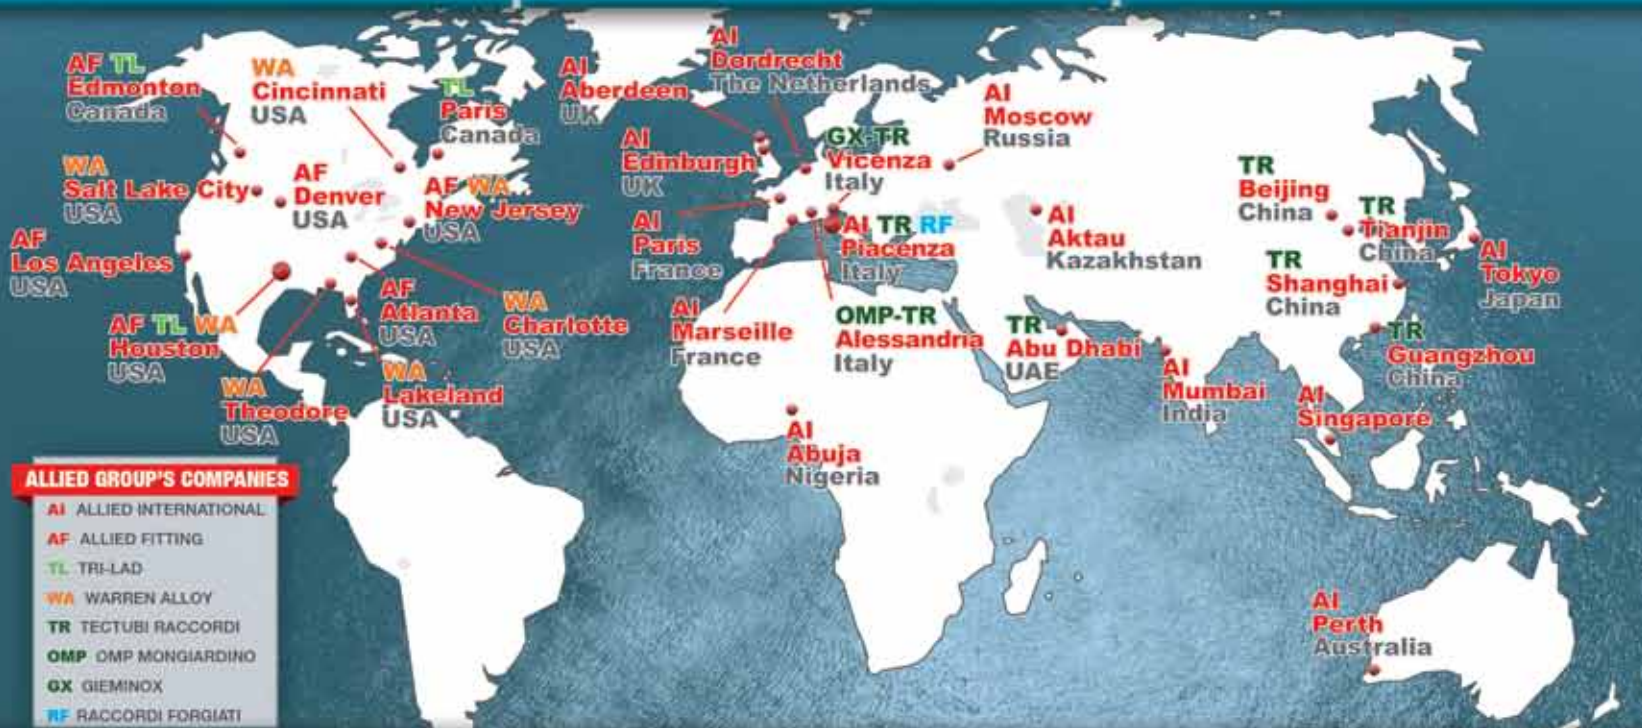 AF TL
Edmonton
Canada
WA
Cincinnati
USA
TL
Paris
Canada
WA
Salt Lake City
USA
AF
Denver
USA
AF WA
New Jersey
USA
AF
Los Angeles
USA
AF TL WA
Houston
USA
AF
Atlanta
USA
WA
Charlotte
USA
WA
Theodore
USA
WA
Lakeland
USA
AI
Aberdeen
UK
AI
Dordrecht
The Netherlands
AI
Edinburgh
UK
GX-TR
Vicenza
Italy
AI
Moscow
Russia
AI
Paris
France
AI TR RF
Piacenza
Italy
AI
Marseille
France
OMP-TR
Alessandria
Italy
AI
Aktau
Kazakhstan
TR
Abu Dhabi
UAE
AI
Abuja
Nigeria
AI
Mumbai
India
TR
Beijing
China
TR
Tianjin
China
TR
Shanghai
China
AI
Tokyo
Japan
TR
Guangzhou
China
AI
Singapore
AI
Perth
Australia
ALLIED GROUP'S COMPANIES
AI ALLIED INTERNATIONAL
AF ALLIED FITTING
TL TRI-LAD
WA WARREN ALLOY
TR TECTUBI RACCORDI
OMP OMP MONGIARDINO
GX GIEMINOX
RF RACCORDI FORGIATI